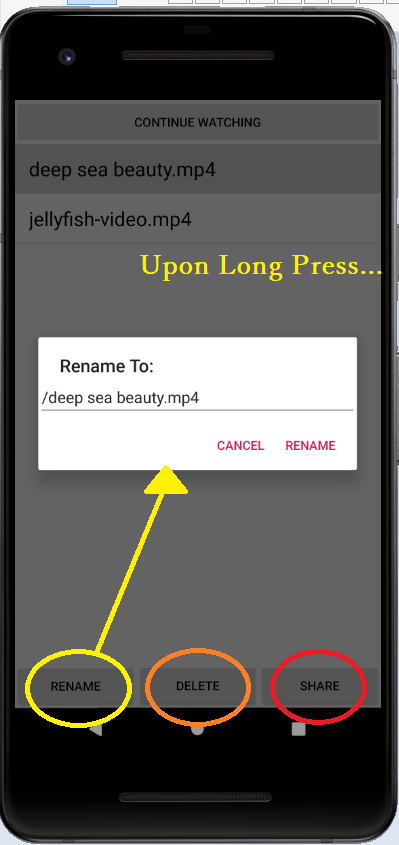 CONTINUE WATCHING
deep sea beauty.mp4
jellyfish-video.mp4
Upon Long Press...
Rename To:
/deep sea beauty.mp4
CANCEL RENAME
RENAME DELETE SHARE